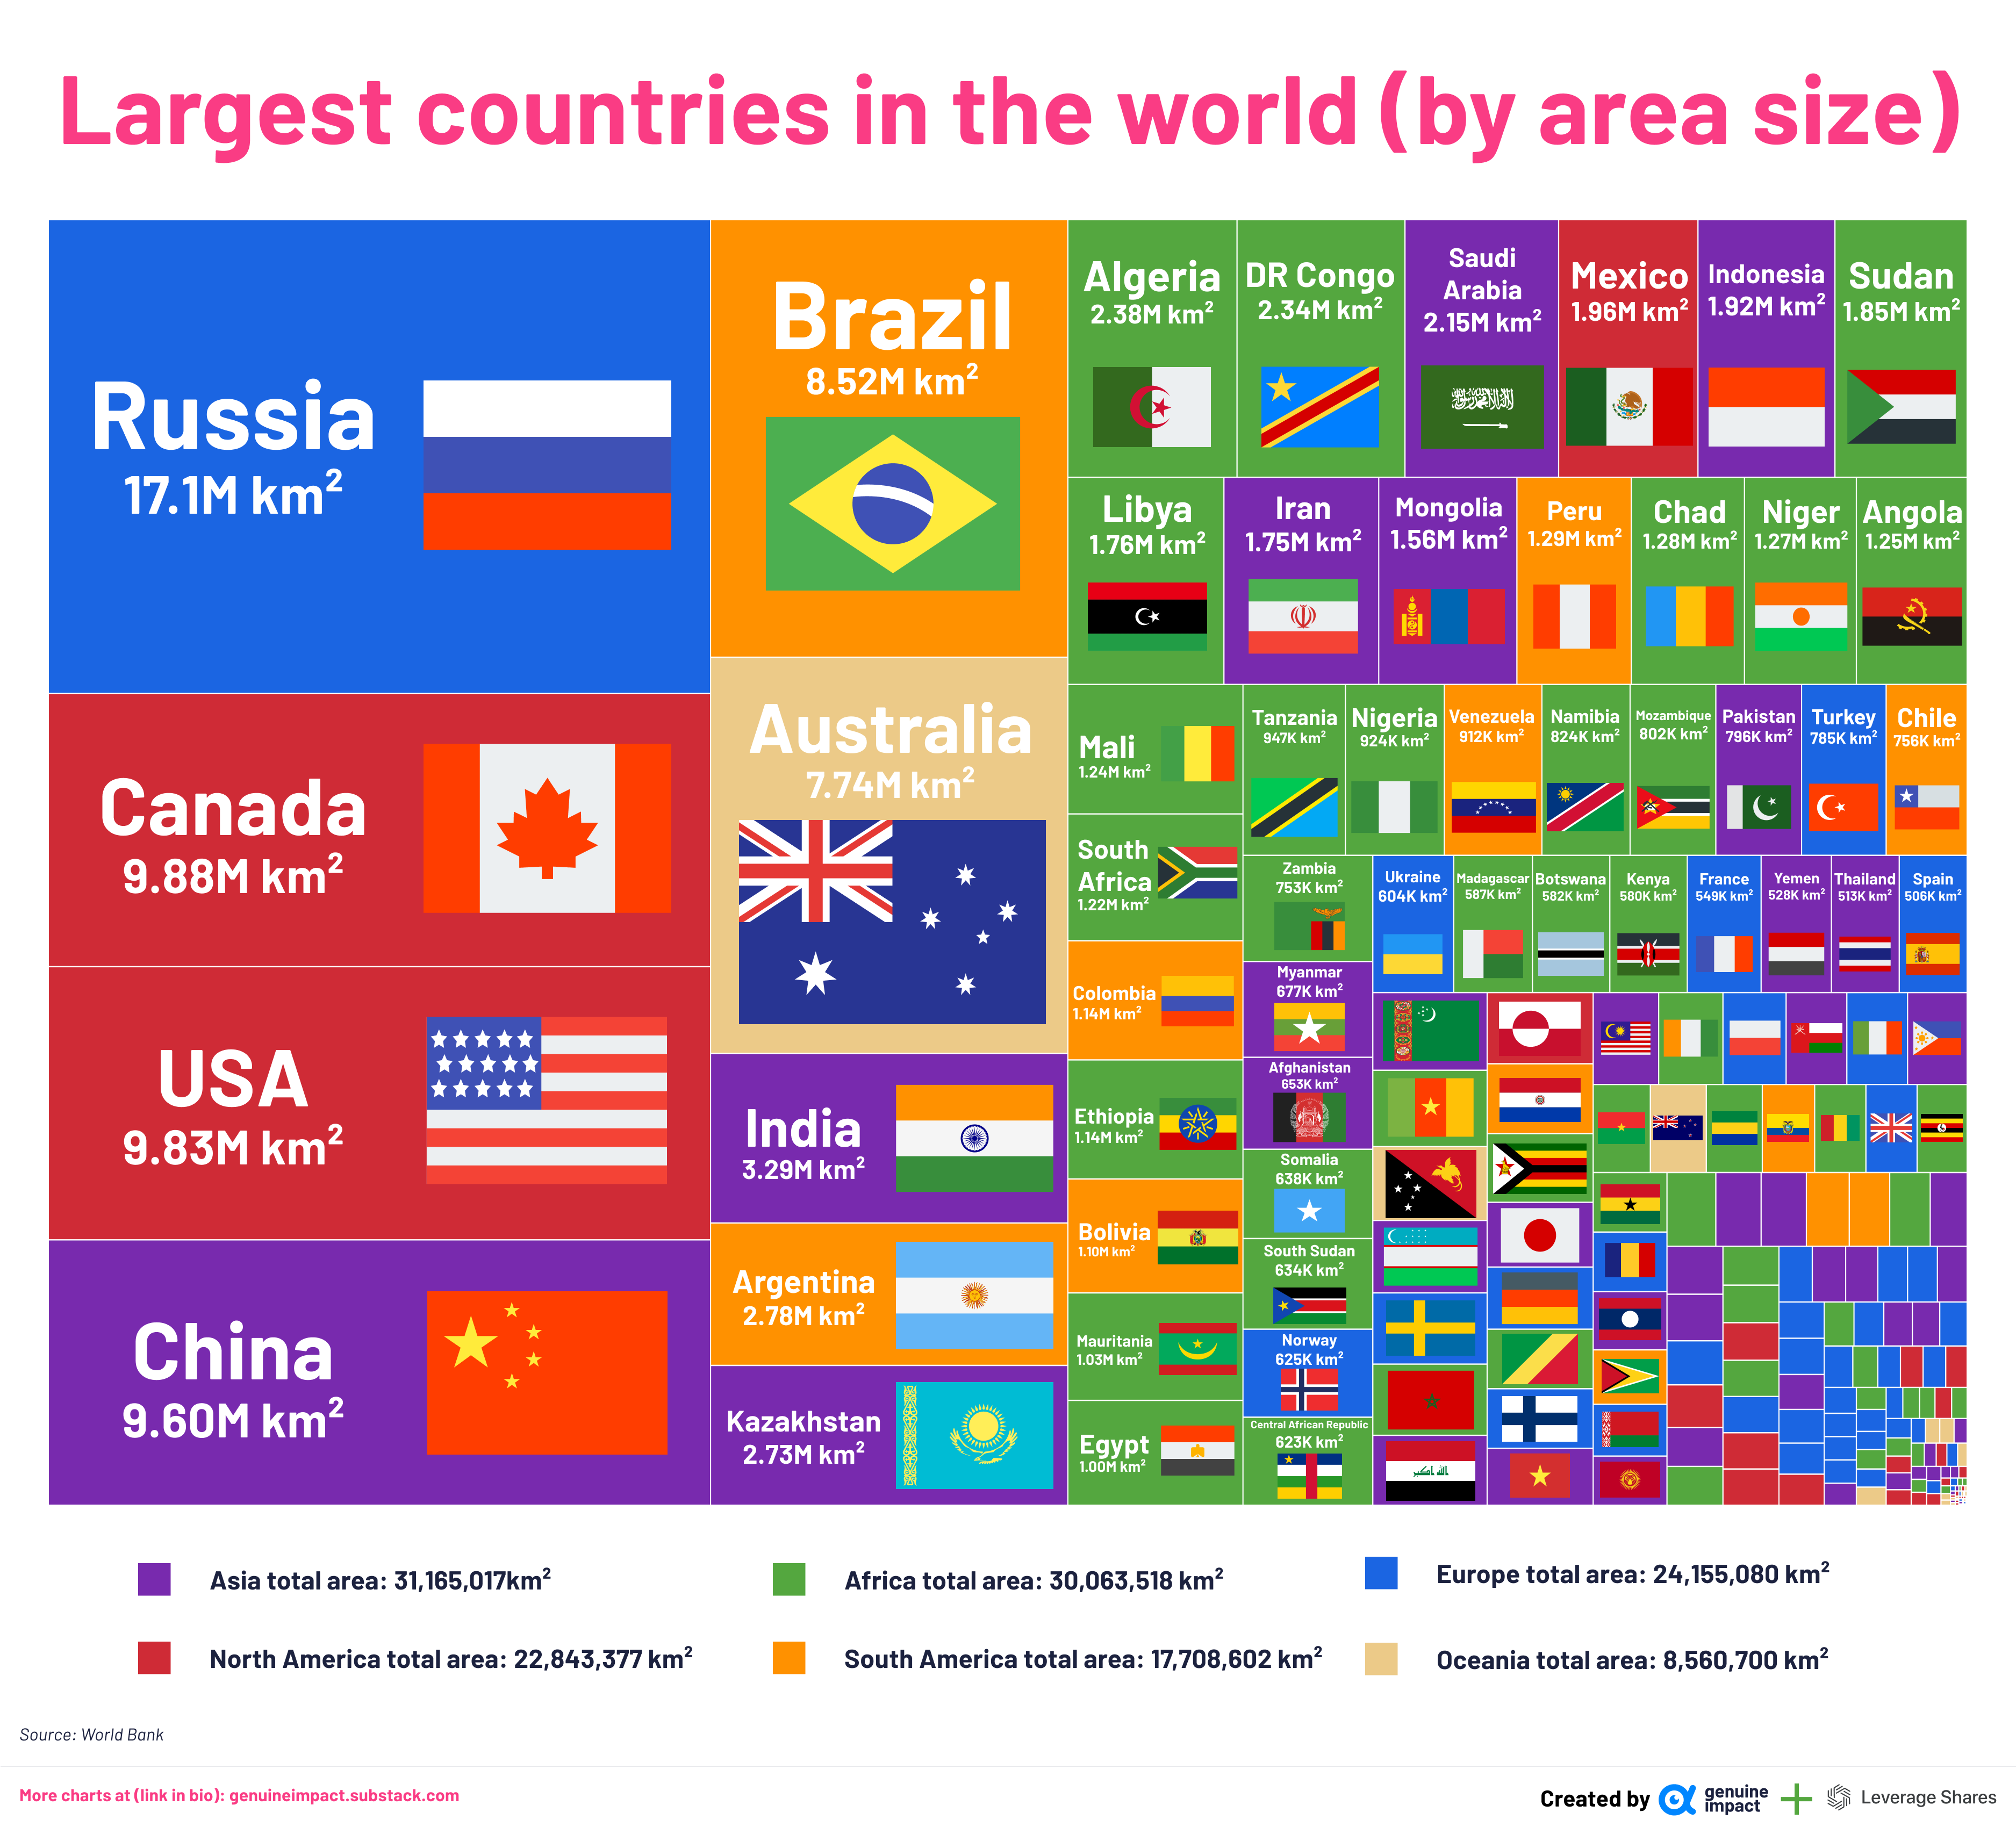 Largest countries in the world (by area size)
Russia
17.1M km²
Canada
9.88M km²
USA
9.83M km²
China
9.60M km²
Brazil
8.52M km²
Australia
7.74M km²
India
3.29M km²
Argentina
2.78M km²
Kazakhstan
2.73M km²
Algeria
2.38M km²
DR Congo
2.34M km²
Saudi
Arabia
2.15M km²
Mexico
1.96M km²
Indonesia
1.92M km²
Sudan
1.85M km²
Libya
1.76M km²
Iran
1.75M km²
Mongolia
1.56M km²
Peru
1.29M km²
Chad
1.28M km²
Niger
1.27M km²
Angola
1.25M km²
Mali
1.24M km²
South
Africa
1.22M km²
Colombia
1.14M km²
Ethiopia
1.14M km²
Bolivia
1.10M km²
Mauritania
1.03M km²
Egypt
1.00M km²
Tanzania
947K km²
Nigeria
924K km²
Venezuela
912K km²
Namibia
824K km²
Mozambique
802K km²
Pakistan
796K km²
Turkey
785K km²
Chile
756K km²
Zambia
753K km²
Myanmar
677K km²
Afghanistan
653K km²
Somalia
638K km²
South Sudan
634K km²
Norway
625K km²
Central African Republic
623K km²
Ukraine
604K km²
Madagascar
587K km²
Botswana
582K km²
Kenya
580K km²
France
549K km²
Yemen
528K km²
Thailand
513K km²
Spain
506K km²
الله اكبر
Asia total area: 31,165,017km²
Africa total area: 30,063,518 km²
Europe total area: 24,155,080 km²
North America total area: 22,843,377 km²
South America total area: 17,708,602 km²
Oceania total area: 8,560,700 km²
Source: World Bank
More charts at (link in bio): genuineimpact.substack.com
Created by
genuine
impact
Leverage Shares